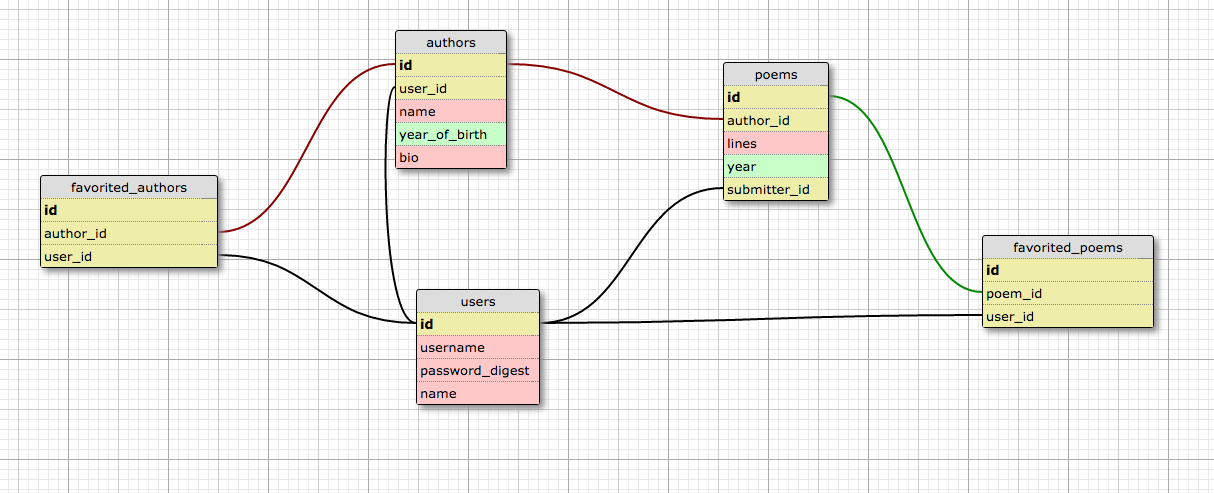 authors
id
user_id
name
year_of_birth
bio
poems
id
author_id
lines
year
submitter_id
favorited_authors
id
author_id
user_id
favorited_poems
id
poem_id
user_id
users
id
username
password_digest
name